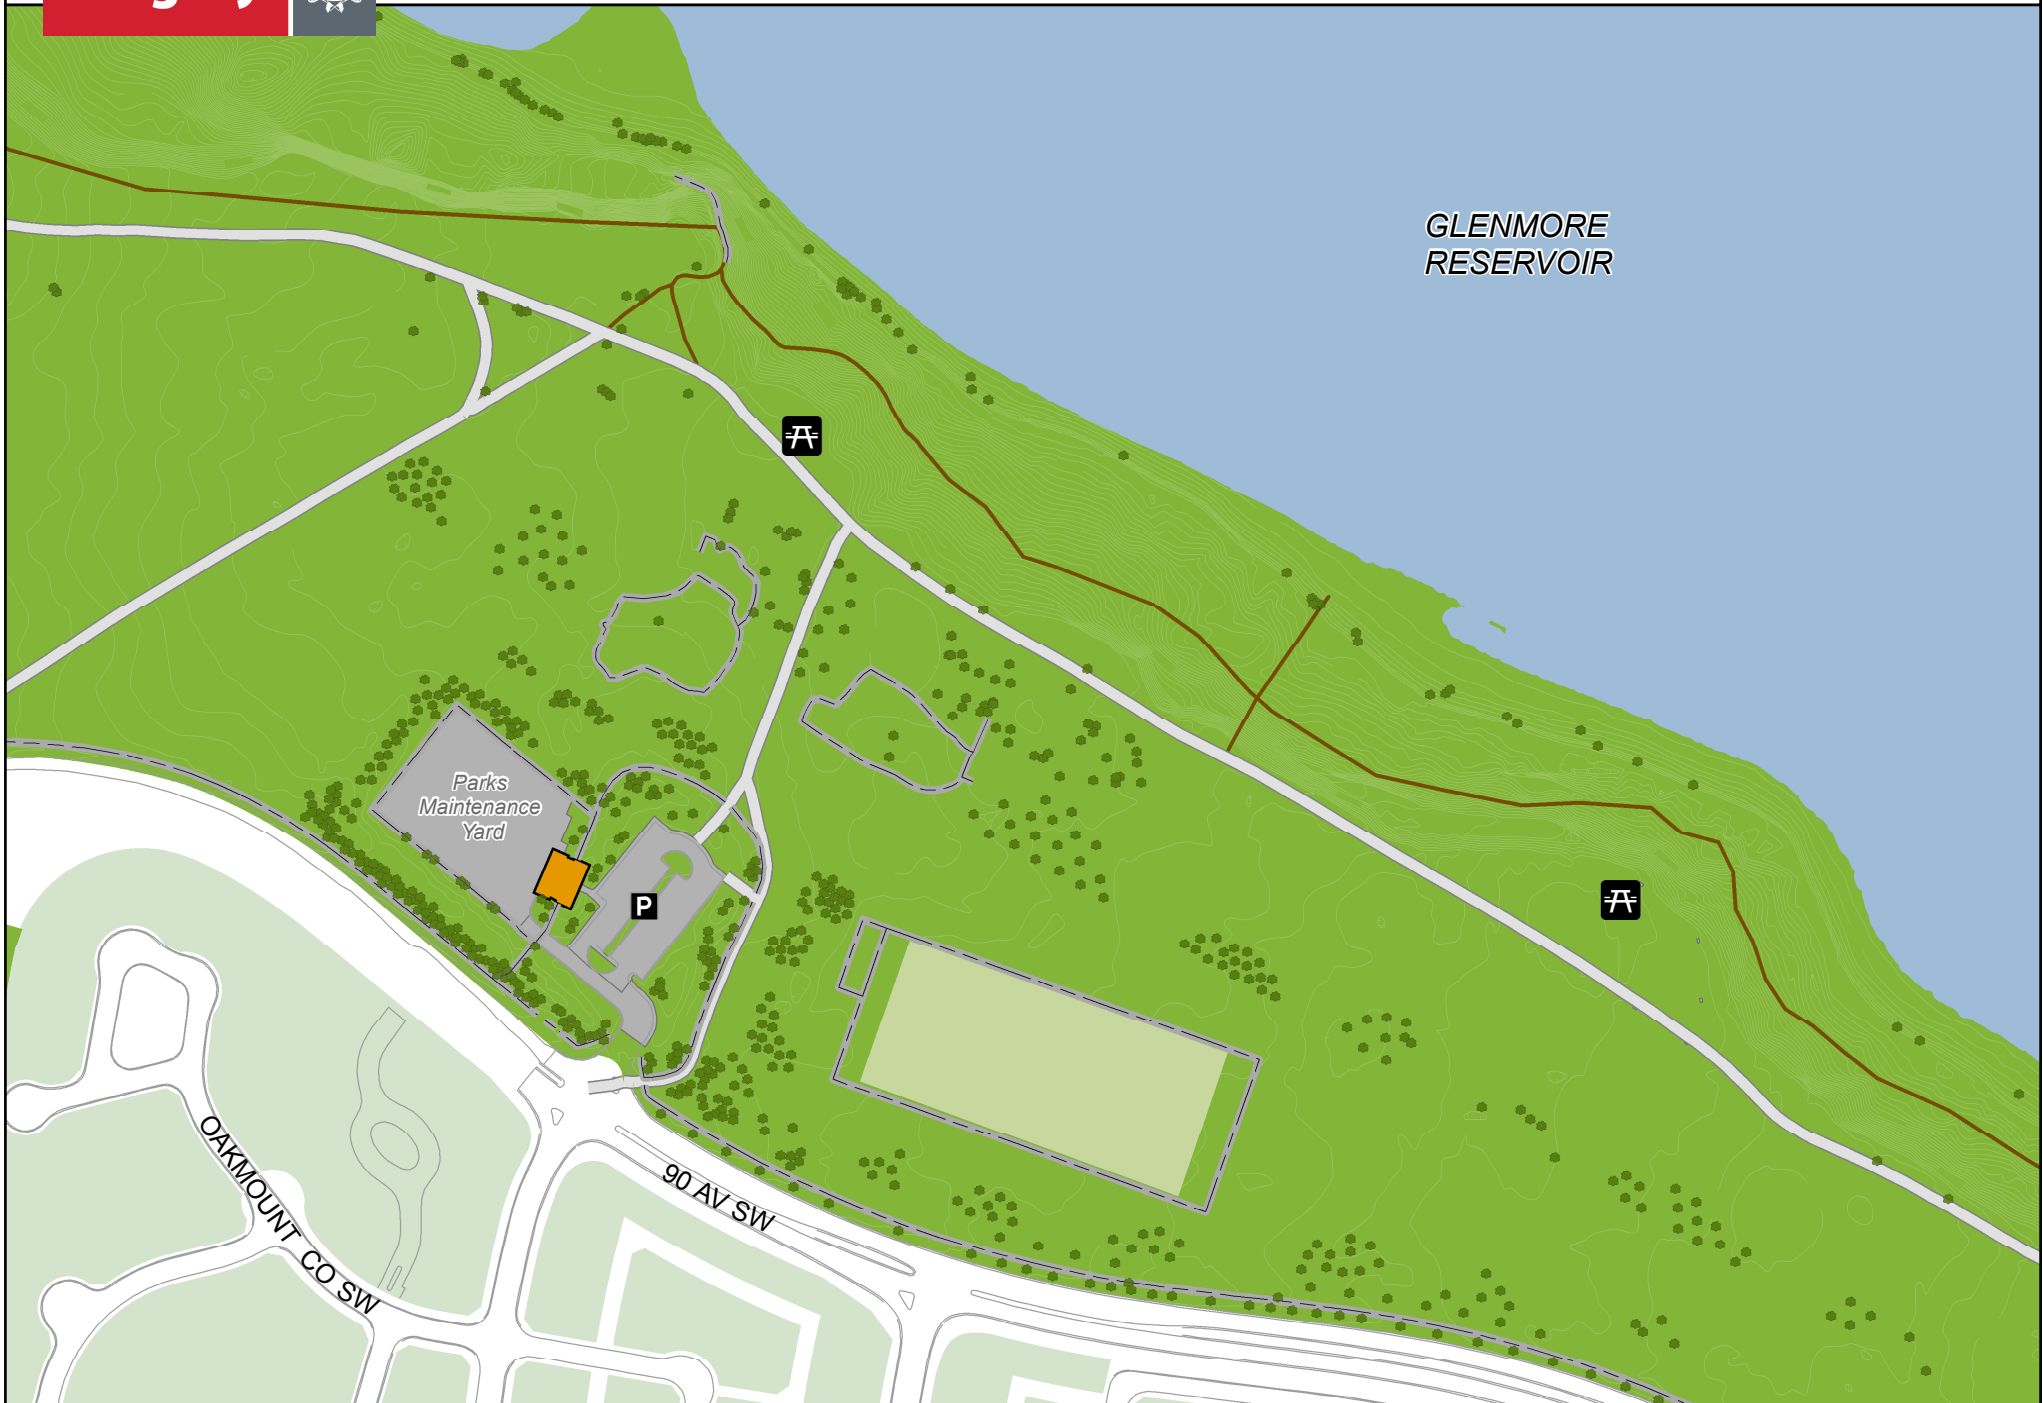 GLENMORE
RESERVOIR
Parks
Maintenance
Yard
P
OAKMOUNT CO SW
90 AV SW